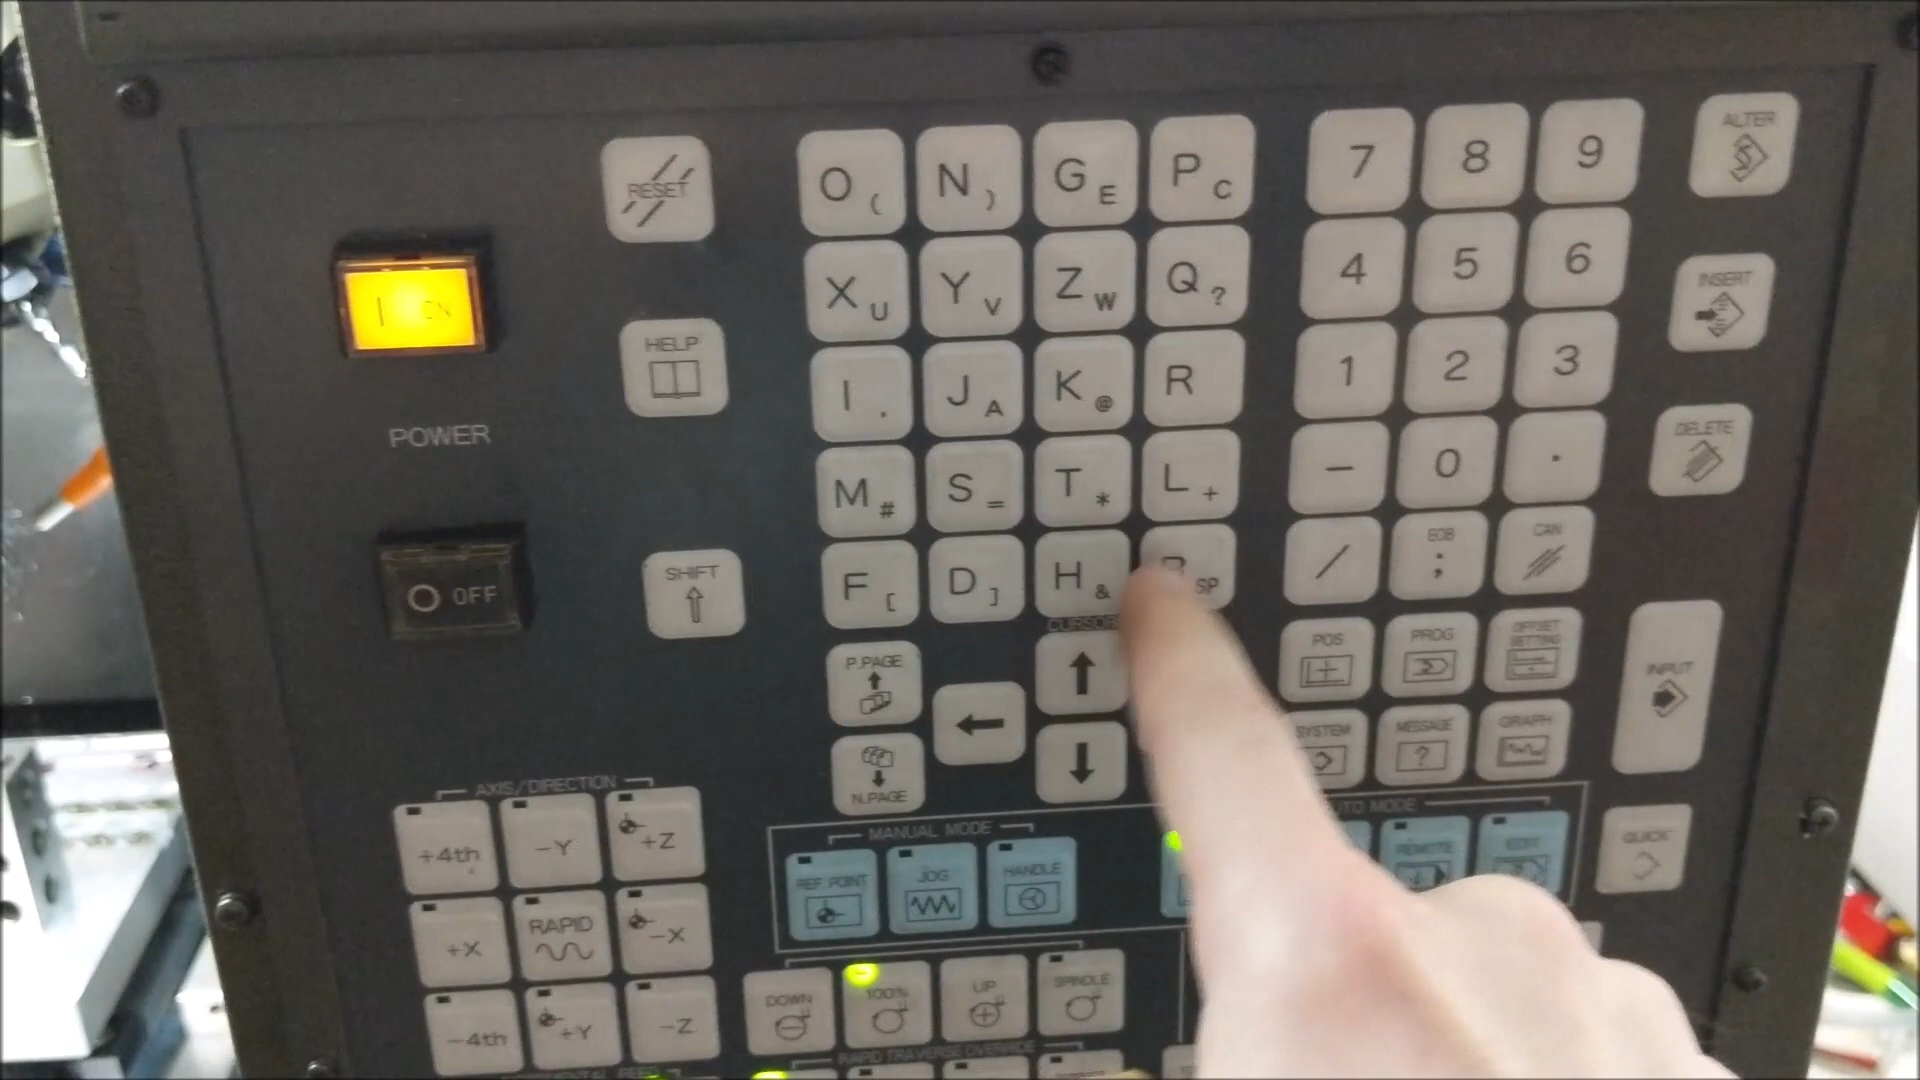 RESET
O (
N )
G E
P C
7
8
9
ALTER
I ON
X U
Y V
Z W
Q ?
4
5
6
INSERT
HELP
I ,
J A
K @
R
1
2
3
POWER
M #
S =
T *
L +
-
0
.
DELETE
O OFF
SHIFT
F [
D ]
H &
SP
/
EOB
;
CAN
CURSOR
P.PAGE
POS
PROG
OFFSET
SETTING
INPUT
N.PAGE
SYSTEM
MESSAGE
?
GRAPH
AXIS/DIRECTION
+4th
-Y
+Z
MANUAL MODE
REF. POINT
JOG
HANDLE
REMOTE
EDIT
QUICK
+X
RAPID
-X
DOWN
100%
UP
SPINDLE
-4th
+Y
-Z
RAPID TRAVERSE OVERRIDE